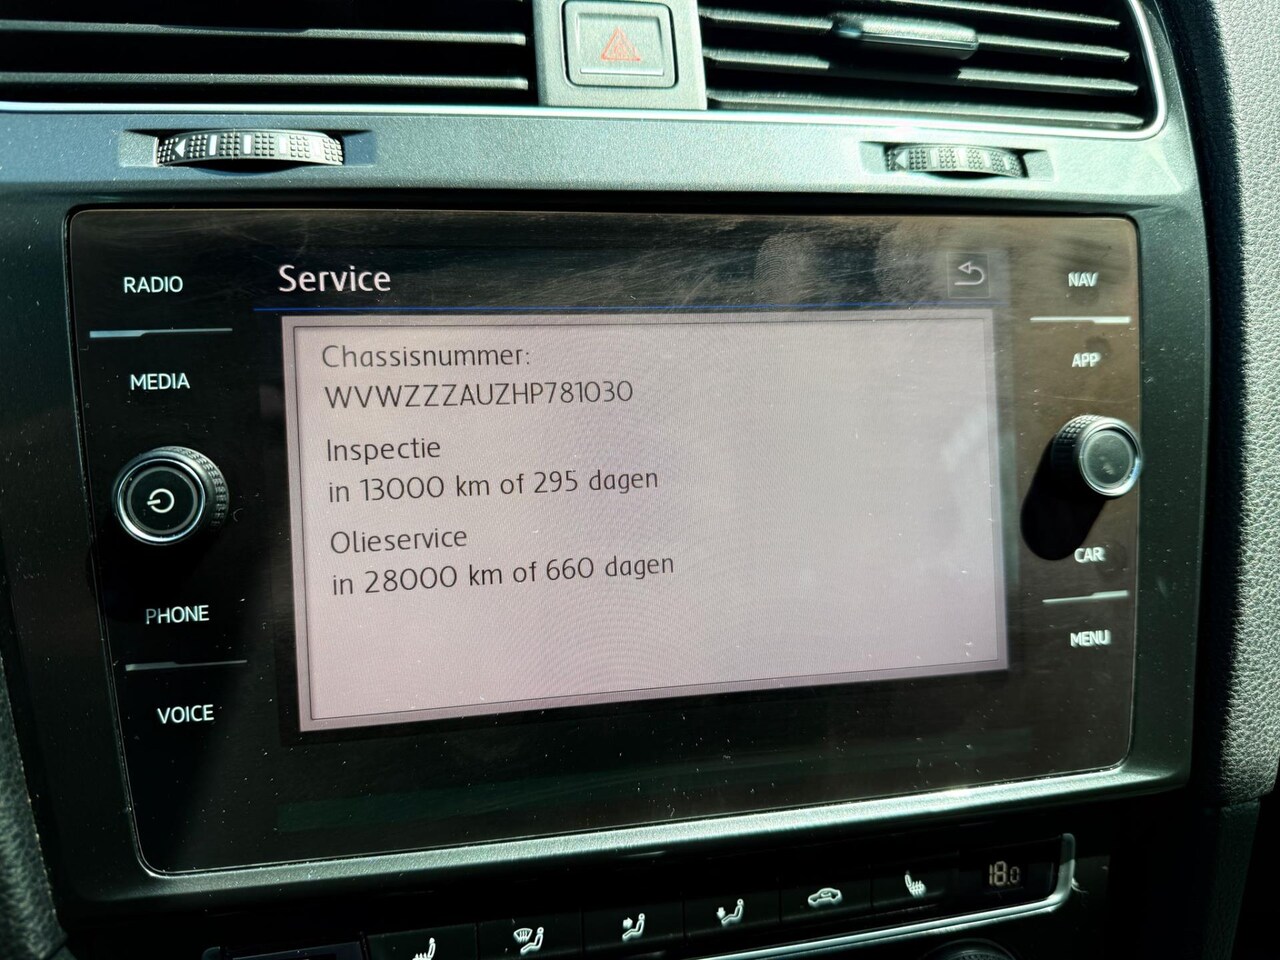 RADIO
MEDIA
PHONE
VOICE
Service
Chassisnummer:
WVWZZZAUZHP781030
Inspectie
in 13000 km of 295 dagen
Olieservice
in 28000 km of 660 dagen
NAV
APP
CAR
MENU
18.0